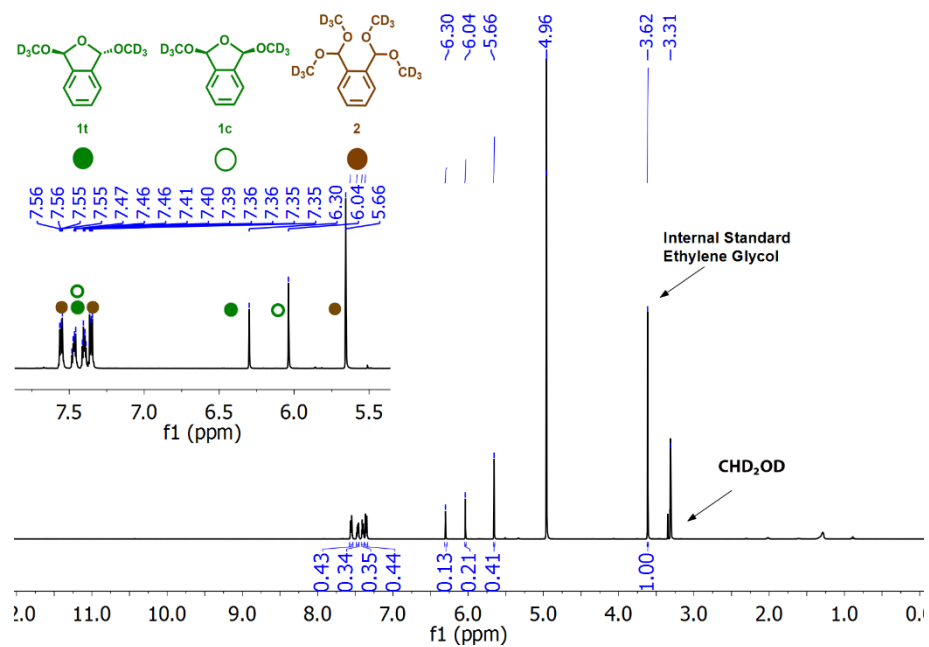 D₃C O O CD₃
−6.30 −6.04 −5.66 −4.96 −3.62 −3.31
D₃CO O OCD₃ D₃CO O OCD₃ D₃C O O CD₃
1t 1c 2
7.56 7.56 7.55 7.55 7.47 7.46 7.46 7.41 7.40 7.39 7.36 7.36 7.35 7.35 6.30 6.04 5.66
Internal Standard
Ethylene Glycol
7.5 7.0 6.5 6.0 5.5
f1 (ppm)
CHD₂OD
0.43 0.34 0.35 0.44 0.13 0.21 0.41 1.00
2.0 11.0 10.0 9.0 8.0 7.0 6.0 5.0 4.0 3.0 2.0 1.0 0.0
f1 (ppm)